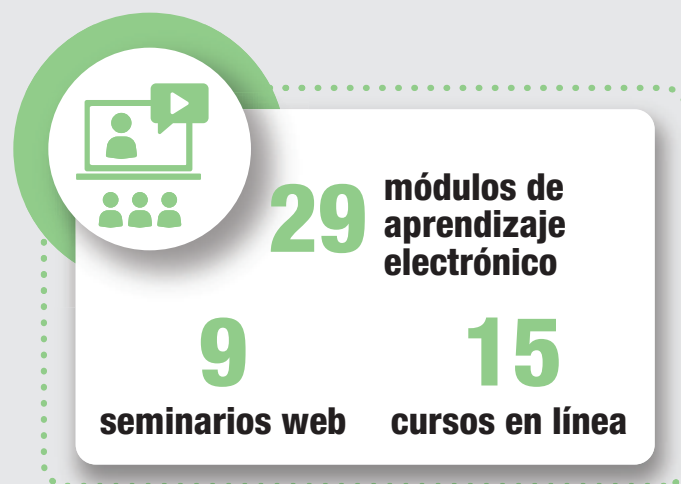 29
módulos de
aprendizaje
electrónico
9
seminarios web
15
cursos en línea